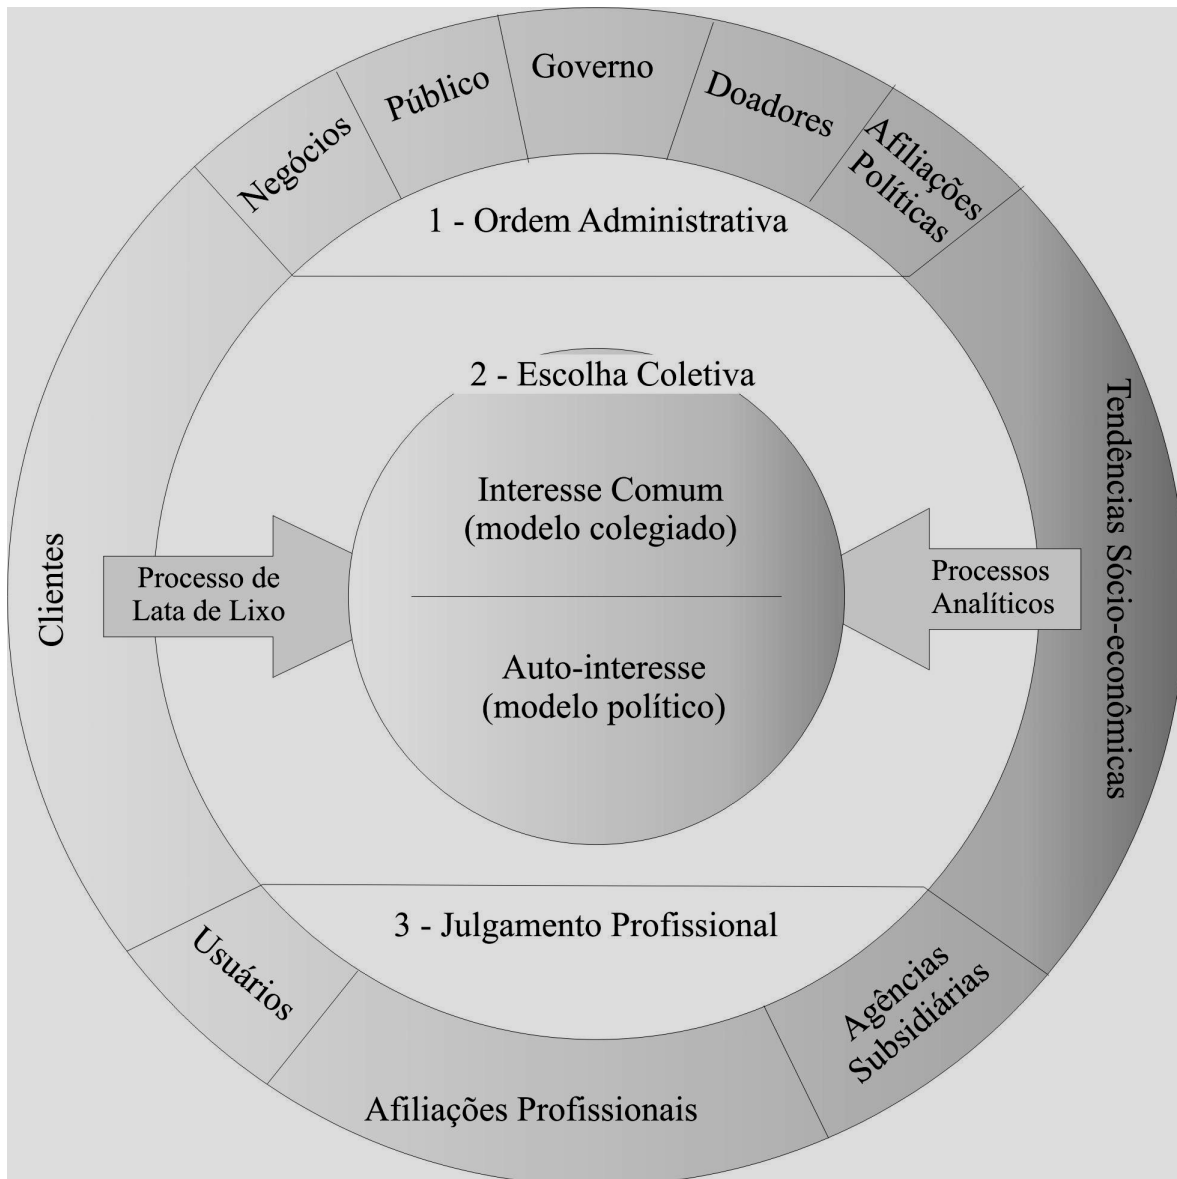 Governo
Público
Doadores
Negócios
Afiliações
Políticas
1 - Ordem Administrativa
2 - Escolha Coletiva
Interesse Comum
(modelo colegiado)
Clientes
Processo de
Lata de Lixo
Processos
Analíticos
Tendências Sócio-econômicas
Auto-interesse
(modelo político)
3 - Julgamento Profissional
Usuários
Agências
Subsidiárias
Afiliações Profissionais